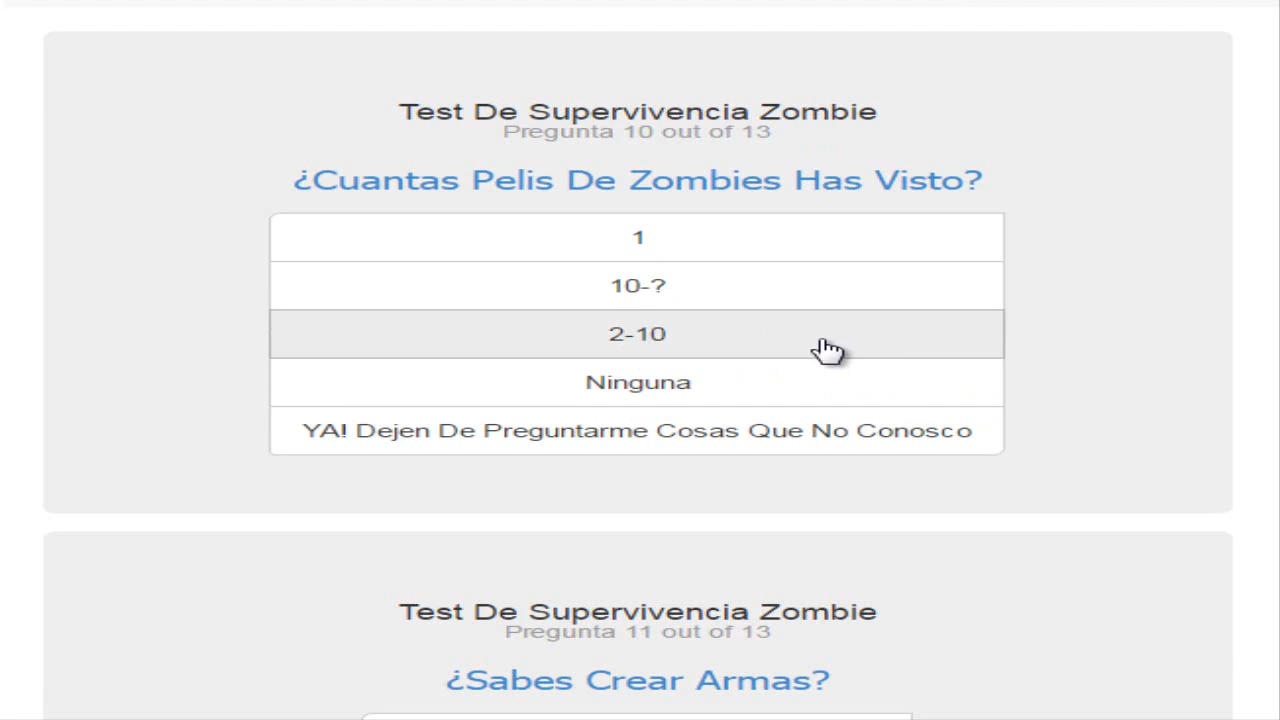 Test De Supervivencia Zombie
Pregunta 10 out of 13
¿Cuantas Pelis De Zombies Has Visto?
1
10-?
2-10
Ninguna
YA! Dejen De Preguntarme Cosas Que No Conosco
Test De Supervivencia Zombie
Pregunta 11 out of 13
¿Sabes Crear Armas?